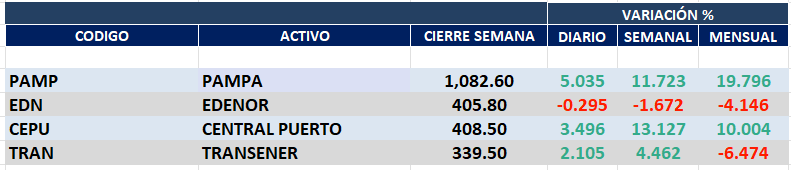 VARIACIÓN %
CODIGO ACTIVO CIERRE SEMANA DIARIO SEMANAL MENSUAL
PAMP PAMPA 1,082.60 5.035 11.723 19.796
EDN EDENOR 405.80 -0.295 -1.672 -4.146
CEPU CENTRAL PUERTO 408.50 3.496 13.127 10.004
TRAN TRANSENER 339.50 2.105 4.462 -6.474